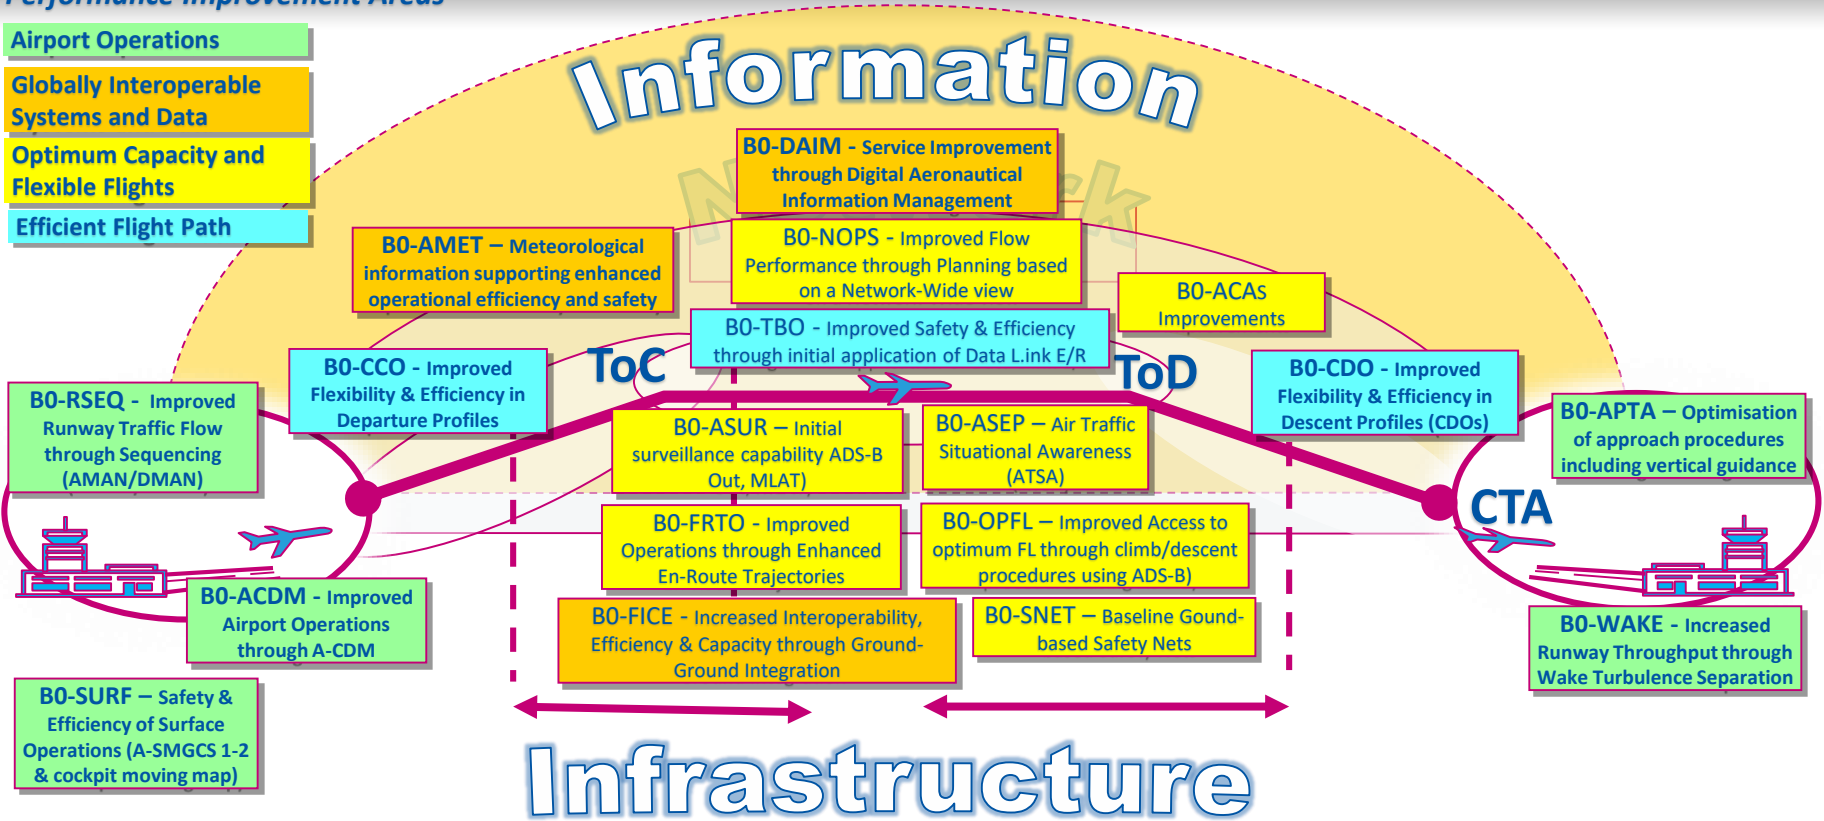 Performance Improvement Areas
Airport Operations
Globally Interoperable
Systems and Data
Optimum Capacity and
Flexible Flights
Efficient Flight Path
Information
Network
B0-DAIM - Service Improvement
through Digital Aeronautical
Information Management
B0-AMET – Meteorological
information supporting enhanced
operational efficiency and safety
B0-NOPS - Improved Flow
Performance through Planning based
on a Network-Wide view
B0-ACAs
Improvements
B0-TBO - Improved Safety & Efficiency
through initial application of Data L.ink E/R
B0-CCO - Improved
Flexibility & Efficiency in
Departure Profiles
ToC
ToD
B0-CDO - Improved
Flexibility & Efficiency in
Descent Profiles (CDOs)
B0-RSEQ - Improved
Runway Traffic Flow
through Sequencing
(AMAN/DMAN)
B0-ASUR - Initial
surveillance capability ADS-B
Out, MLAT)
B0-ASEP – Air Traffic
Situational Awareness
(ATSA)
B0-APTA – Optimisation
of approach procedures
including vertical guidance
CTA
B0-FRTO - Improved
Operations through Enhanced
En-Route Trajectories
B0-OPFL – Improved Access to
optimum FL through climb/descent
procedures using ADS-B)
B0-ACDM - Improved
Airport Operations
through A-CDM
B0-FICE - Increased Interoperability,
Efficiency & Capacity through Ground-
Ground Integration
B0-SNET – Baseline Gound-
based Safety Nets
B0-WAKE - Increased
Runway Throughput through
Wake Turbulence Separation
B0-SURF – Safety &
Efficiency of Surface
Operations (A-SMGCS 1-2
& cockpit moving map)
Infrastructure